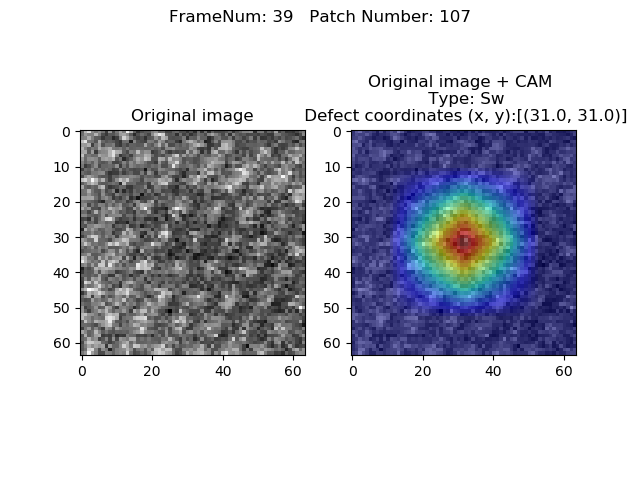 FrameNum: 39   Patch Number: 107
Original image
Original image + CAM
Type: Sw
Defect coordinates (x, y):[(31.0, 31.0)]
0
10
20
30
40
50
60
0 20 40 60
0
10
20
30
40
50
60
0 20 40 60